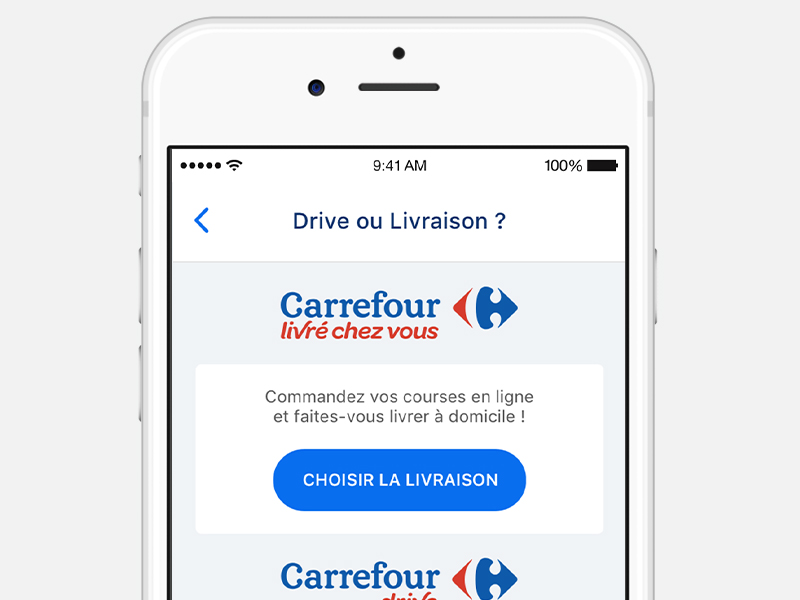 9:41 AM 100%
Drive ou Livraison ?
Carrefour
livré chez vous
Commandez vos courses en ligne
et faites-vous livrer à domicile !
CHOISIR LA LIVRAISON
Carrefour
drive